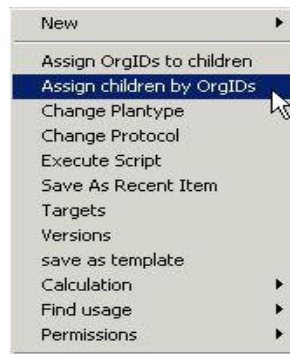 New
Assign OrgIDs to children
Assign children by OrgIDs
Change Plantype
Change Protocol
Execute Script
Save As Recent Item
Targets
Versions
save as template
Calculation
Find usage
Permissions